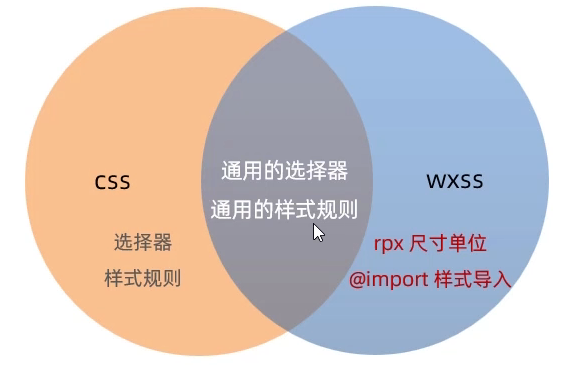 CSS
选择器
样式规则
通用的选择器
通用的样式规则
WXSS
rpx 尺寸单位
@import 样式导入